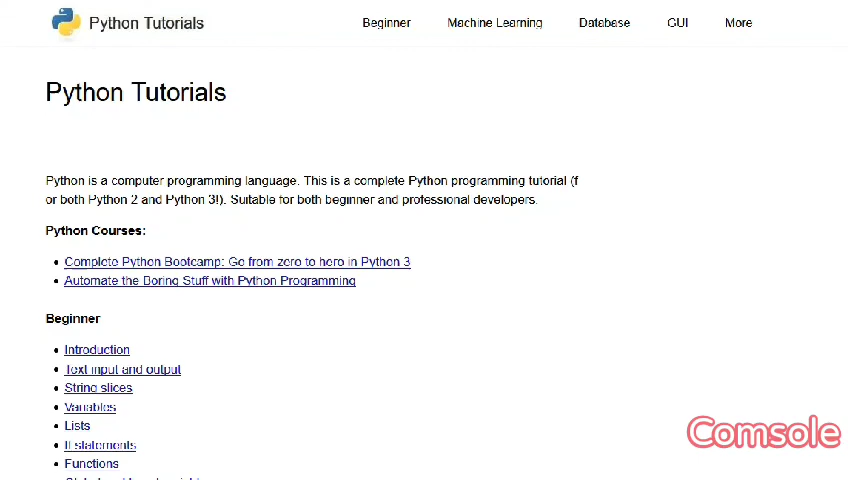 Python Tutorials
Beginner Machine Learning Database GUI More
Python Tutorials
Python is a computer programming language. This is a complete Python programming tutorial (f
or both Python 2 and Python 3!). Suitable for both beginner and professional developers.
Python Courses:
Complete Python Bootcamp: Go from zero to hero in Python 3
Automate the Boring Stuff with Python Programming
Beginner
Introduction
Text input and output
String slices
Variables
Lists
If statements
Functions
Comsole